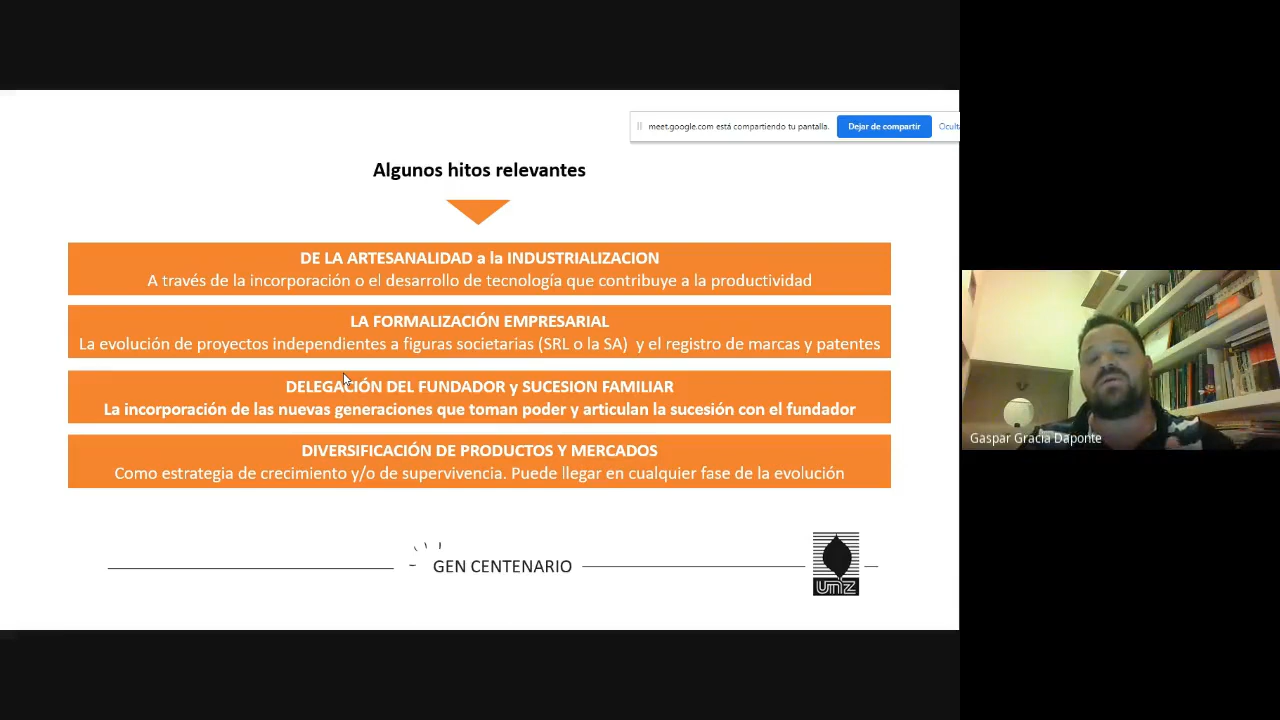 meet.google.com está compartiendo tu pantalla.
Dejar de compartir
Algunos hitos relevantes
DE LA ARTESANALIDAD a la INDUSTRIALIZACION
A través de la incorporación o el desarrollo de tecnología que contribuye a la productividad
LA FORMALIZACIÓN EMPRESARIAL
La evolución de proyectos independientes a figuras societarias (SRL o la SA) y el registro de marcas y patentes
DELEGACIÓN DEL FUNDADOR y SUCESION FAMILIAR
La incorporación de las nuevas generaciones que toman poder y articulan la sucesión con el fundador
Gaspar Gracia Daponte
DIVERSIFICACIÓN DE PRODUCTOS Y MERCADOS
Como estrategia de crecimiento y/o de supervivencia. Puede llegar en cualquier fase de la evolución
GEN CENTENARIO